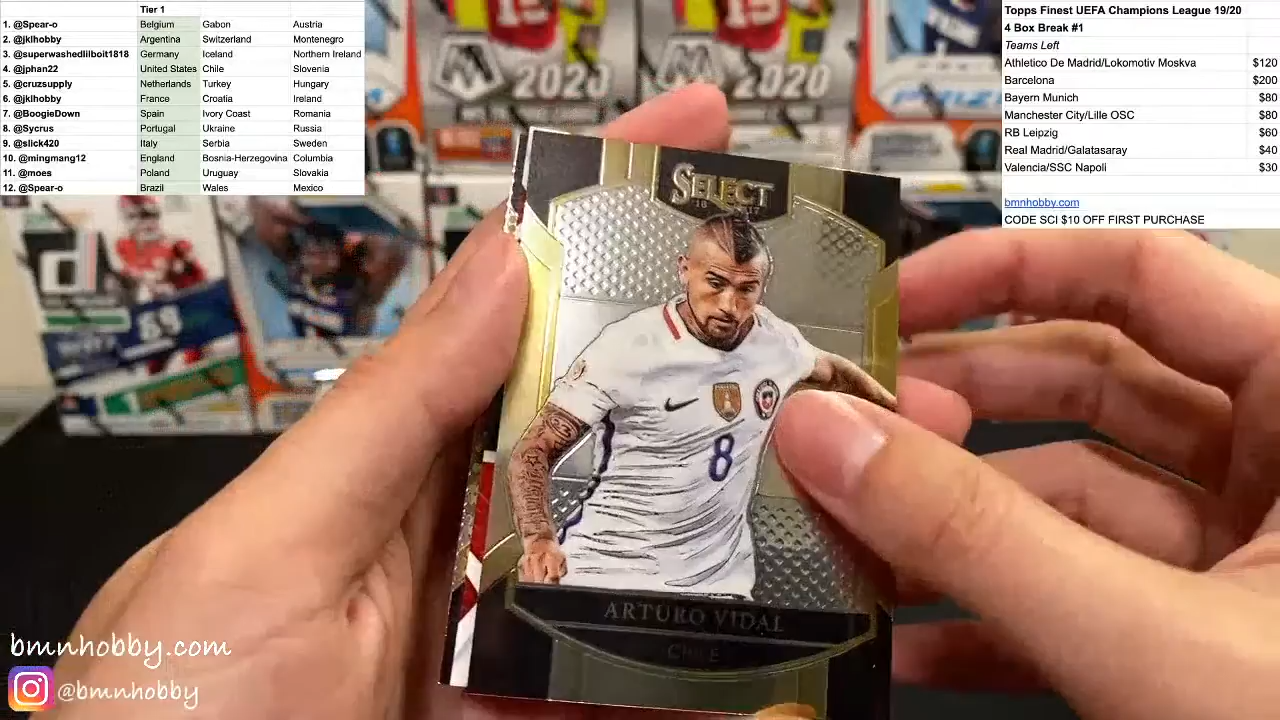 Tier 1
1. @Spear-o Belgium Gabon Austria
2. @jklhobby Argentina Switzerland Montenegro
3. @superwashedlilboit1818 Germany Iceland Northern Ireland
4. @jphan22 United States Chile Slovenia
5. @cruzsupply Netherlands Turkey Hungary
6. @jklhobby France Croatia Ireland
7. @BoogieDown Spain Ivory Coast Romania
8. @Sycrus Portugal Ukraine Russia
9. @slick420 Italy Serbia Sweden
10. @mingmang12 England Bosnia-Herzegovina Columbia
11. @moes Poland Uruguay Slovakia
12. @Spear-o Brazil Wales Mexico
Topps Finest UEFA Champions League 19/20
4 Box Break #1
Teams Left
Athletico De Madrid/Lokomotiv Moskva $120
Barcelona $200
Bayern Munich $80
Manchester City/Lille OSC $80
RB Leipzig $60
Real Madrid/Galatasaray $40
Valencia/SSC Napoli $30
bmnhobby.com
CODE SCI $10 OFF FIRST PURCHASE
2020
2020
SELECT
16 17
8
ARTURO VIDAL
CHILE
bmnhobby.com
@bmnhobby